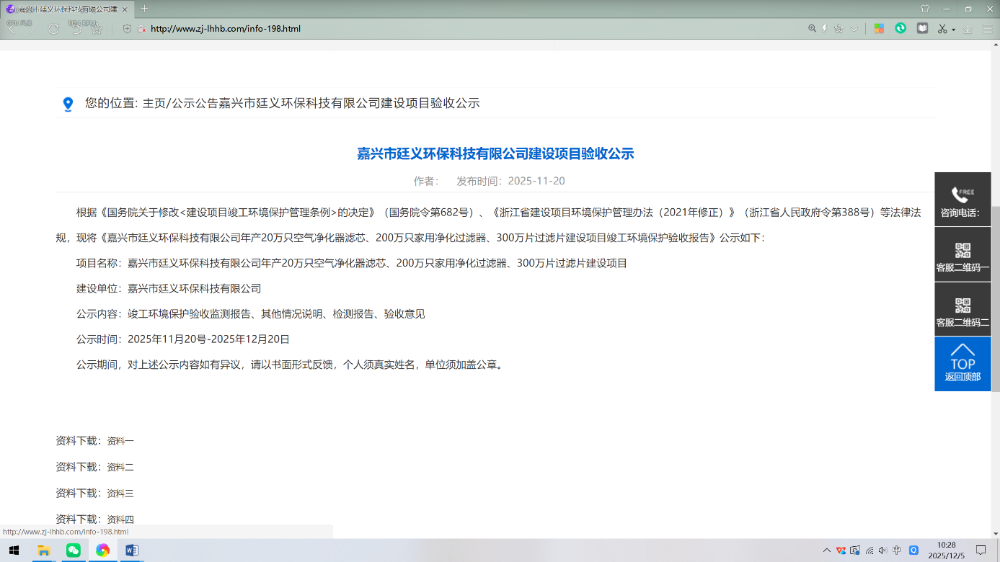 嘉兴市廷义环保科技有限公司建
http://www.zj-lhhb.com/info-198.html
您的位置: 主页/公示公告嘉兴市廷义环保科技有限公司建设项目验收公示
嘉兴市廷义环保科技有限公司建设项目验收公示
作者： 发布时间：2025-11-20
根据《国务院关于修改<建设项目竣工环境保护管理条例>的决定》（国务院令第682号）、《浙江省建设项目环境保护管理办法（2021年修正）》（浙江省人民政府令第388号）等法律法
规，现将《嘉兴市廷义环保科技有限公司年产20万只空气净化器滤芯、200万只家用净化过滤器、300万片过滤片建设项目竣工环境保护验收报告》公示如下：
项目名称：嘉兴市廷义环保科技有限公司年产20万只空气净化器滤芯、200万只家用净化过滤器、300万片过滤片建设项目
建设单位：嘉兴市廷义环保科技有限公司
公示内容：竣工环境保护验收监测报告、其他情况说明、检测报告、验收意见
公示时间：2025年11月20号-2025年12月20日
公示期间，对上述公示内容如有异议，请以书面形式反馈，个人须真实姓名，单位须加盖公章。
资料下载：资料一
资料下载：资料二
资料下载：资料三
资料下载：资料四
FREE
咨询电话：
客服二维码一
客服二维码二
TOP
返回顶部
http://www.zj-lhhb.com/info-198.html
中
10:28
2025/12/5